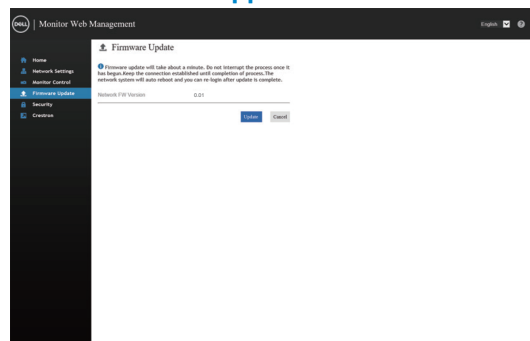 DELL | Monitor Web Management
English
Firmware Update
Home
Network Settings
Monitor Control
Firmware Update
Security
Crestron
Firmware update will take about a minute. Do not interrupt the process once it
has begun.Keep the connection established until completion of process.The
network system will auto reboot and you can re-login after update is complete.
Network FW Version 0.01
Update Cancel